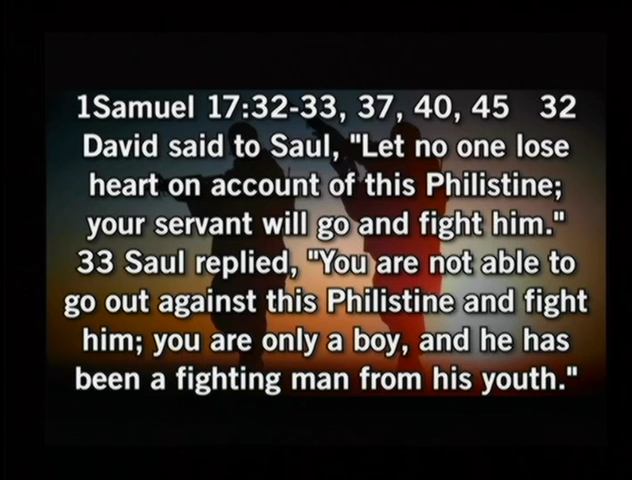 1Samuel 17:32-33, 37, 40, 45 32
David said to Saul, "Let no one lose
heart on account of this Philistine;
your servant will go and fight him."
33 Saul replied, "You are not able to
go out against this Philistine and fight
him; you are only a boy, and he has
been a fighting man from his youth."